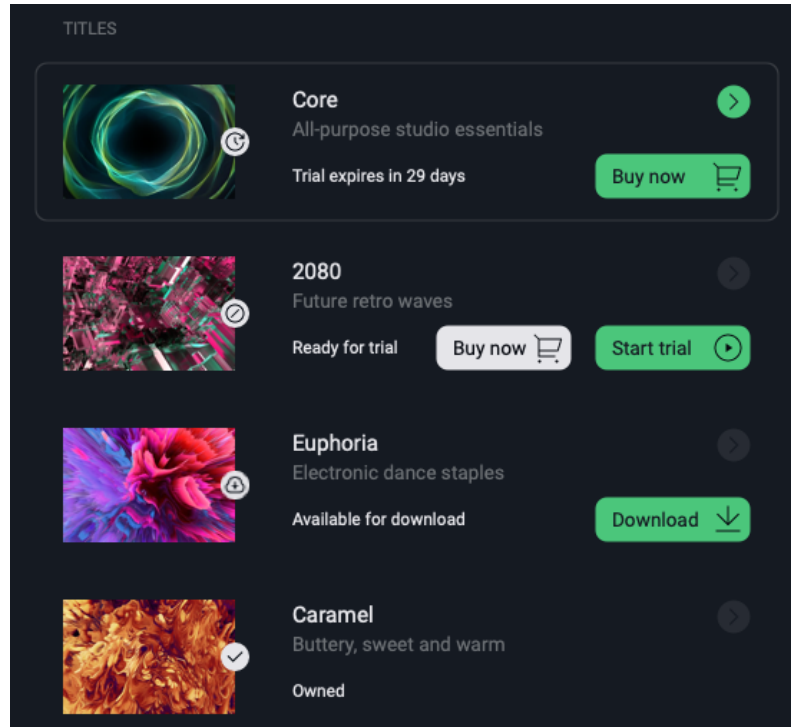 TITLES
Core
All-purpose studio essentials
Trial expires in 29 days
Buy now
2080
Future retro waves
Ready for trial
Buy now
Start trial
Euphoria
Electronic dance staples
Available for download
Download
Caramel
Buttery, sweet and warm
Owned